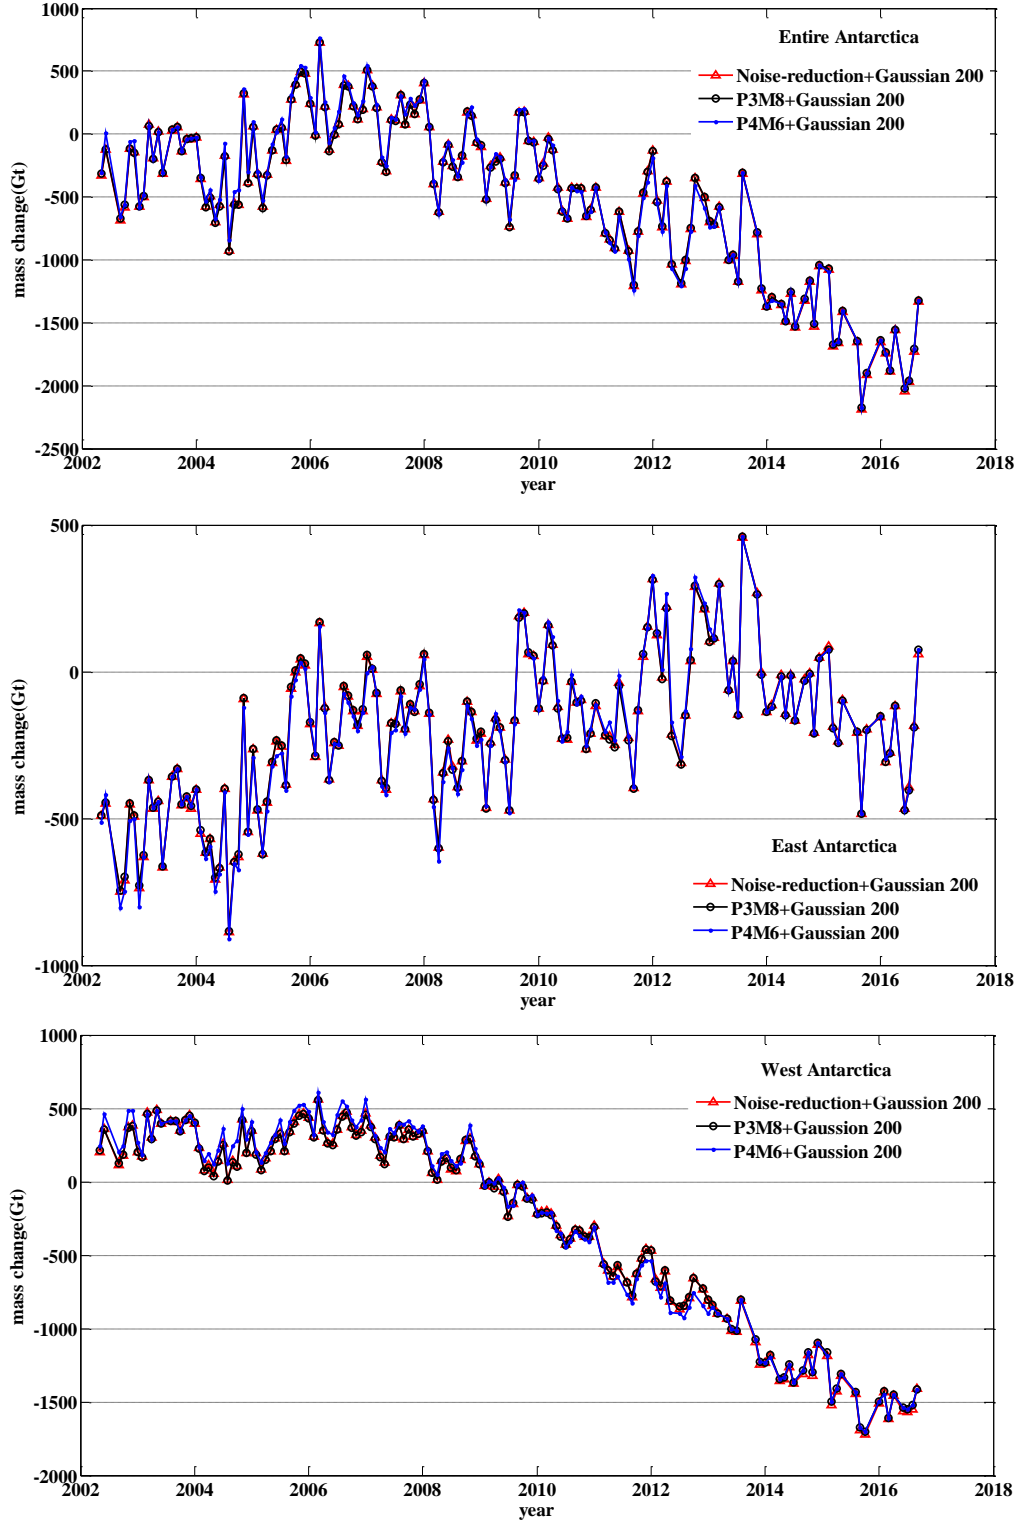 1000
Entire Antarctica
500
Noise-reduction+Gaussian 200
P3M8+Gaussian 200
P4M6+Gaussian 200
0
-500
mass change(Gt)
-1000
-1500
-2000
-2500
2002 2004 2006 2008 2010 2012 2014 2016 2018
year
500
0
mass change(Gt)
-500
East Antarctica
Noise-reduction+Gaussian 200
P3M8+Gaussian 200
P4M6+Gaussian 200
-1000
2002 2004 2006 2008 2010 2012 2014 2016 2018
year
1000
West Antarctica
500
Noise-reduction+Gaussion 200
P3M8+Gaussion 200
P4M6+Gaussion 200
0
mass change(Gt)
-500
-1000
-1500
-2000
2002 2004 2006 2008 2010 2012 2014 2016 2018
year